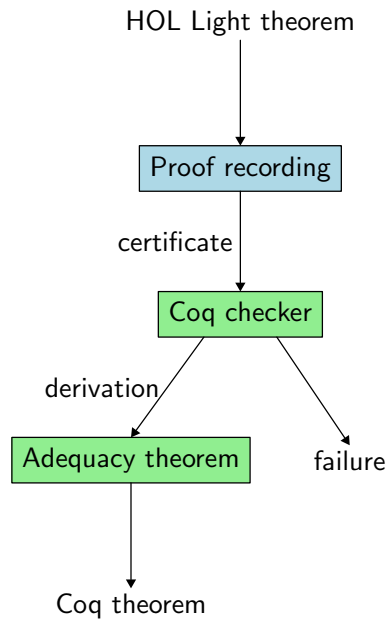 HOL Light theorem
Proof recording
certificate
Coq checker
derivation
Adequacy theorem
failure
Coq theorem